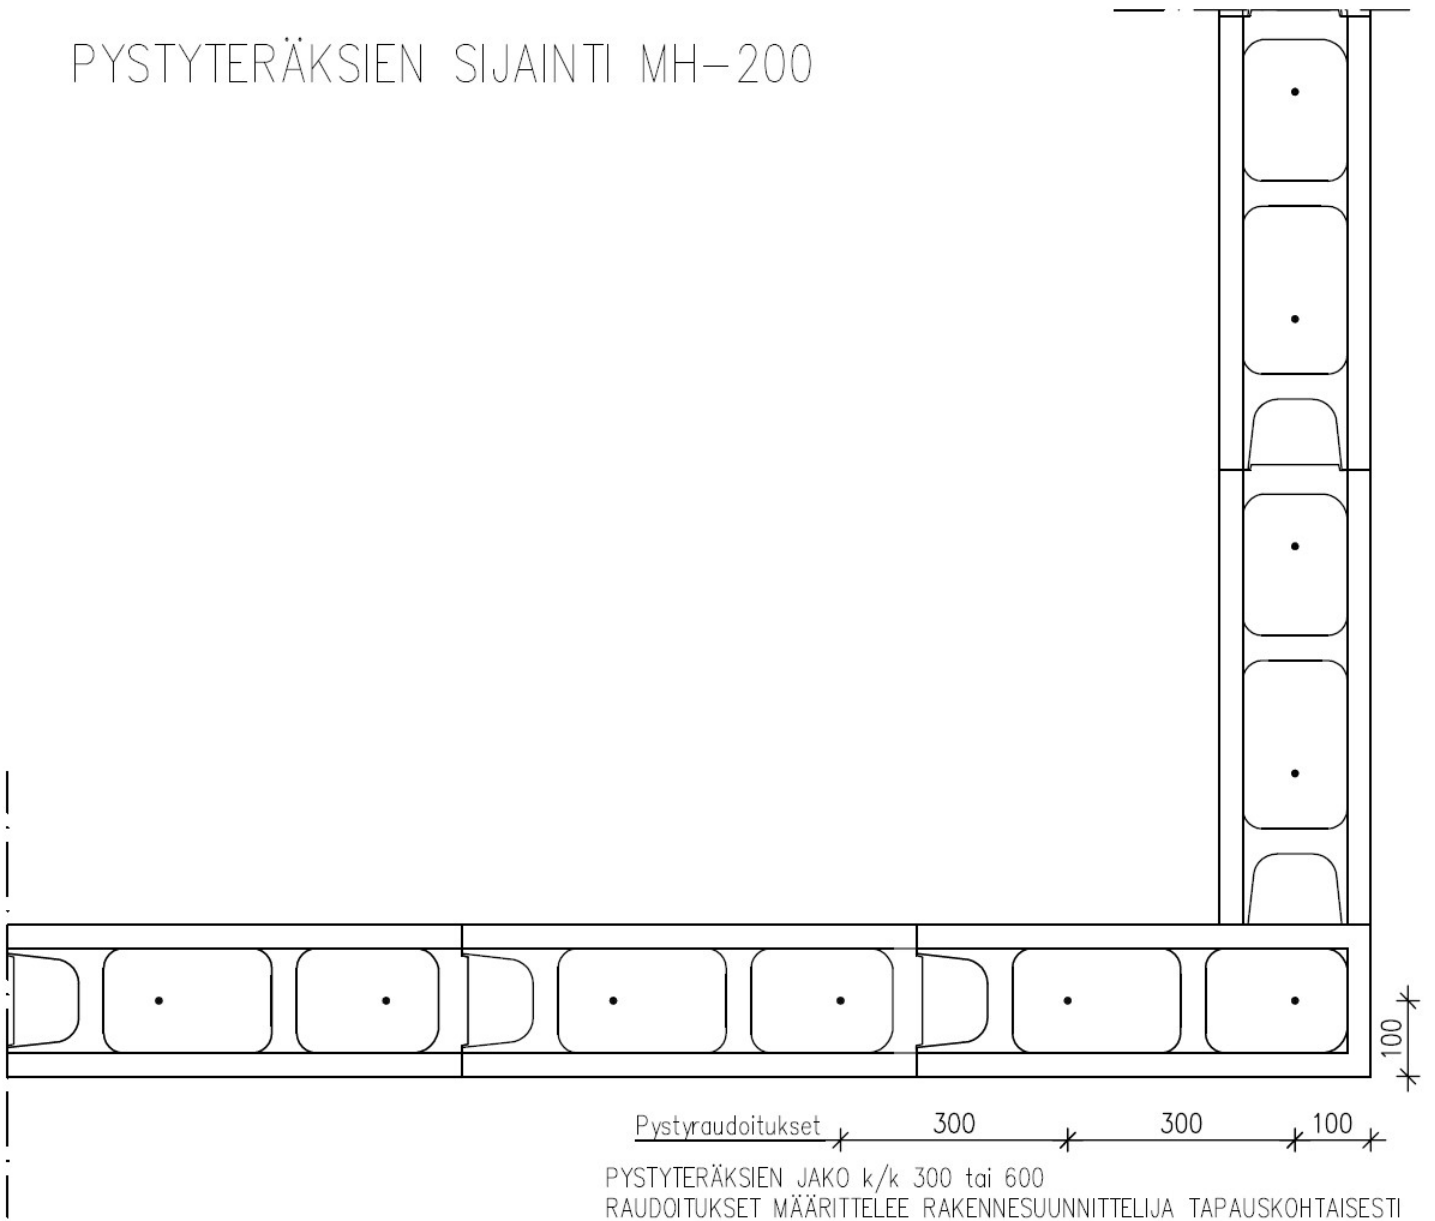 PYSTYTERÄKSIEN SIJAINTI MH-200
100
Pystyraudoitukset 300 300 100
PYSTYTERÄKSIEN JAKO k/k 300 tai 600
RAUDOITUKSET MÄÄRITTELEE RAKENNESUUNNITTELIJA TAPAUSKOHTAISESTI